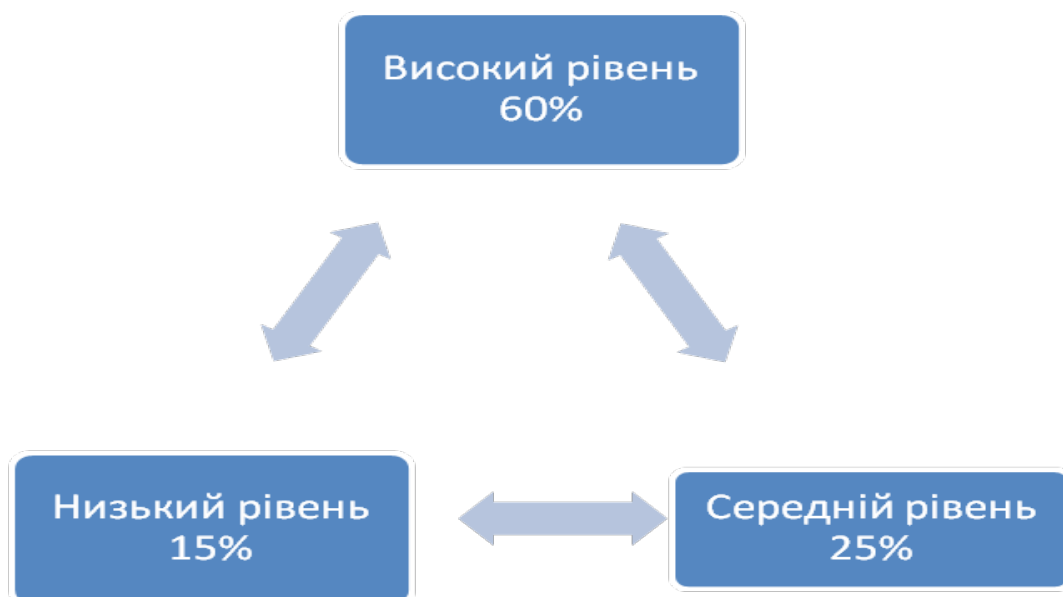 Високий рівень
60%
Низький рівень
15%
Середній рівень
25%